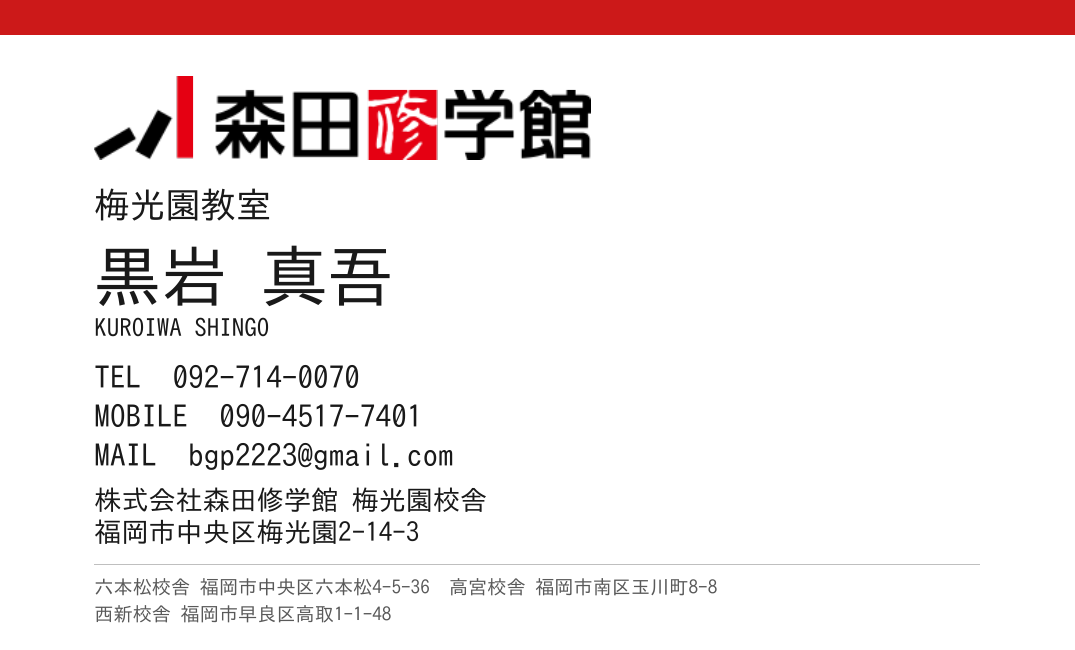 森田修学館
梅光園教室
黒岩 真吾
KUROIWA SHINGO
TEL 092-714-0070
MOBILE 090-4517-7401
MAIL bgp2223@gmail.com
株式会社森田修学館 梅光園校舎
福岡市中央区梅光園2-14-3
六本松校舎 福岡市中央区六本松4-5-36 高宮校舎 福岡市南区玉川町8-8
西新校舎 福岡市早良区高取1-1-48